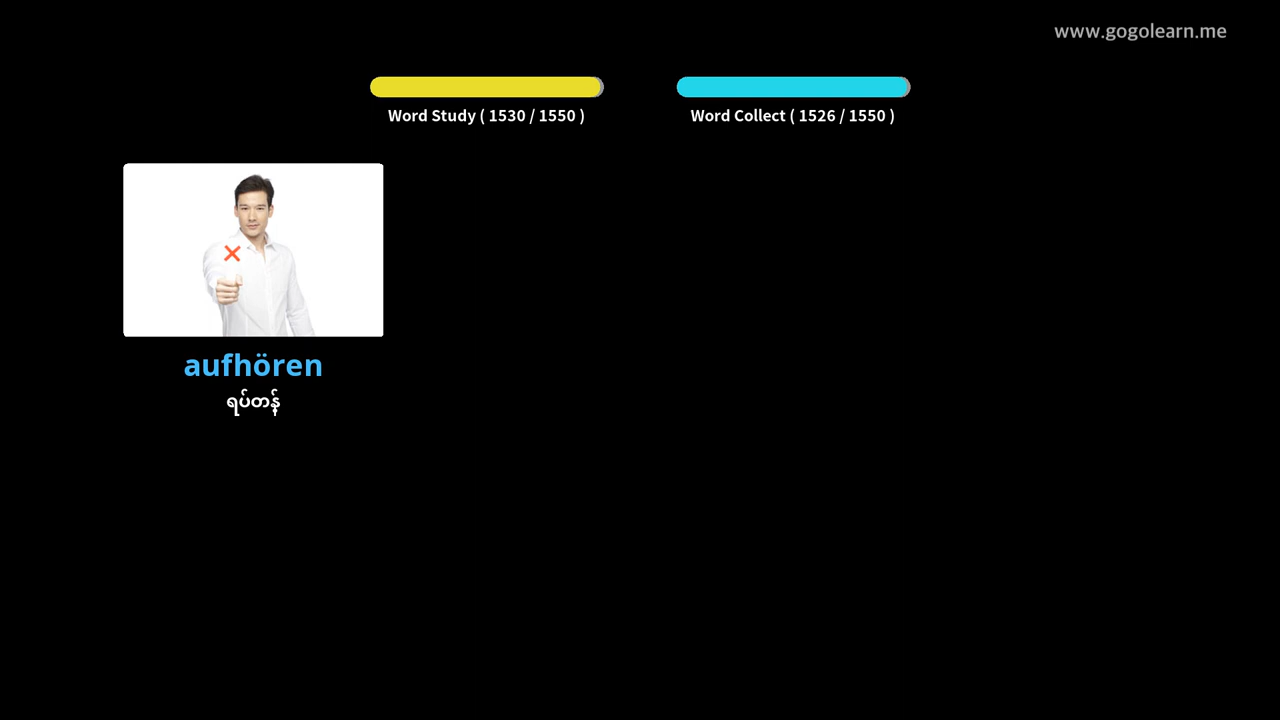 www.gogolearn.me
Word Study ( 1530 / 1550 )
Word Collect ( 1526 / 1550 )
aufhören
ရပ်တန့်